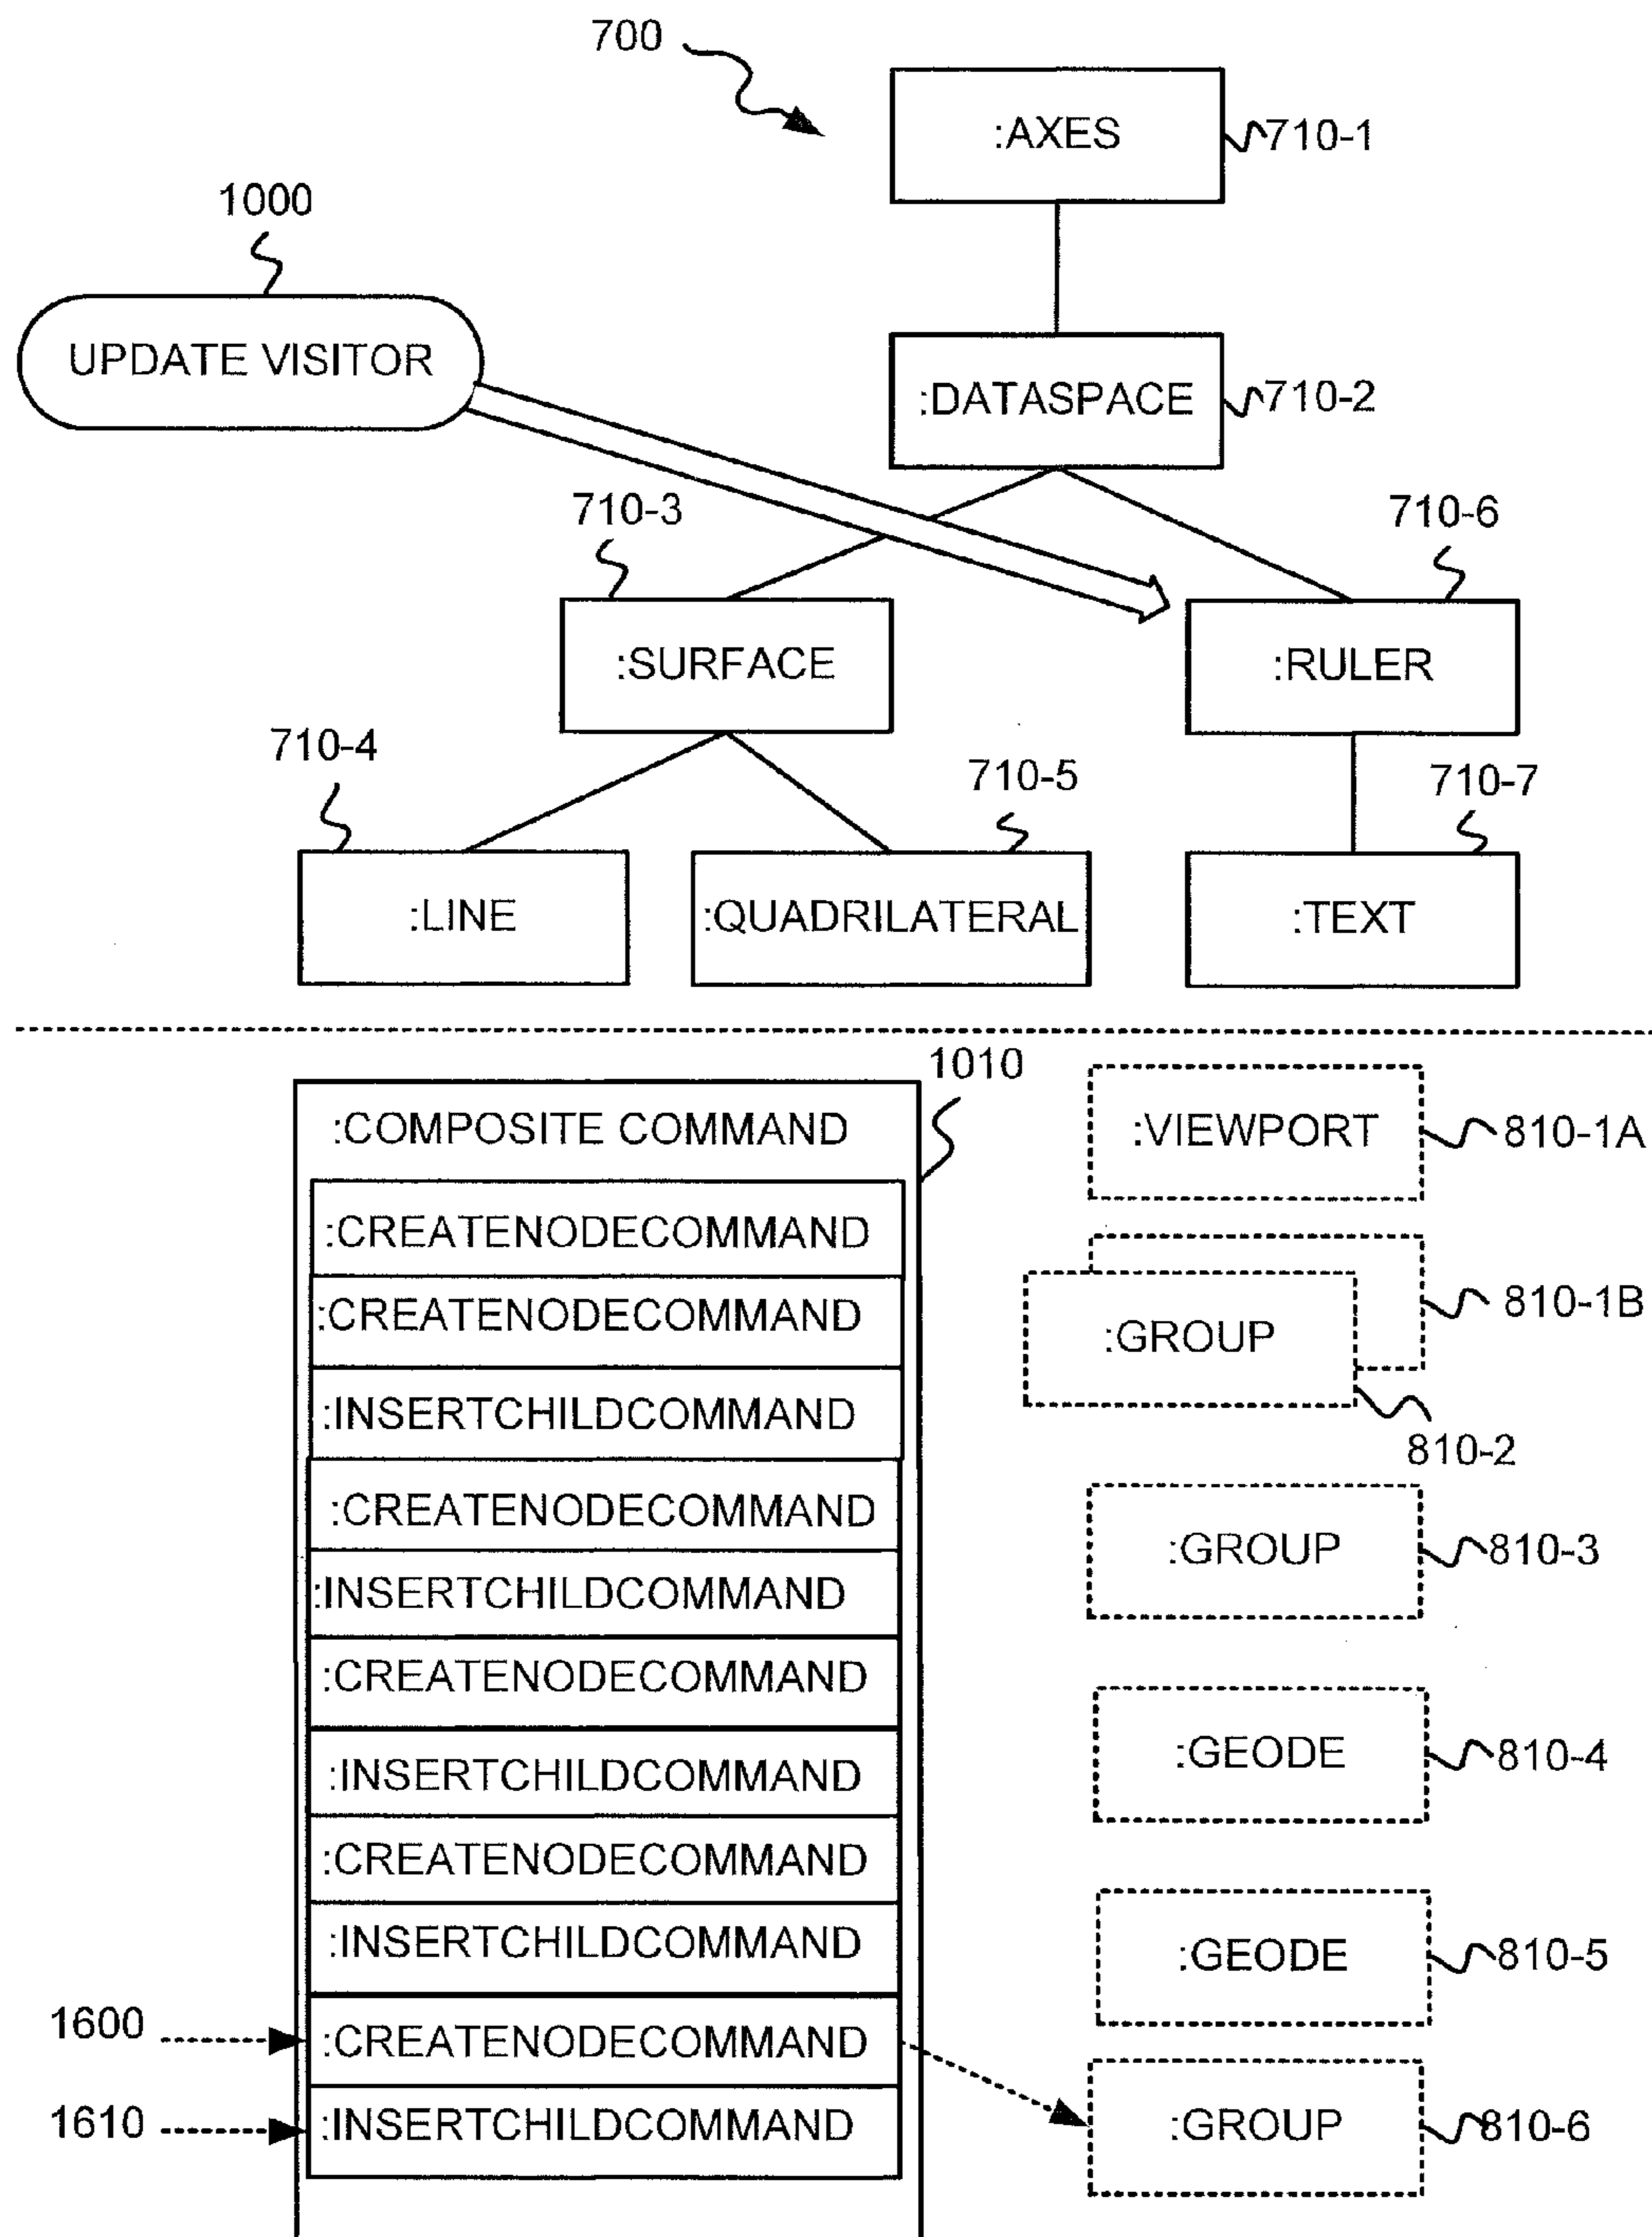 700
:AXES
710-1
1000
UPDATE VISITOR
:DATASPACE
710-2
710-3
710-6
:SURFACE
:RULER
710-4
710-5
710-7
:LINE
:QUADRILATERAL
:TEXT
1010
:COMPOSITE COMMAND
:VIEWPORT
810-1A
:CREATENODECOMMAND
:CREATENODECOMMAND
810-1B
:GROUP
:INSERTCHILDCOMMAND
810-2
:CREATENODECOMMAND
:GROUP
810-3
:INSERTCHILDCOMMAND
:CREATENODECOMMAND
:GEODE
810-4
:INSERTCHILDCOMMAND
:CREATENODECOMMAND
:INSERTCHILDCOMMAND
:GEODE
810-5
1600
:CREATENODECOMMAND
1610
:INSERTCHILDCOMMAND
:GROUP
810-6